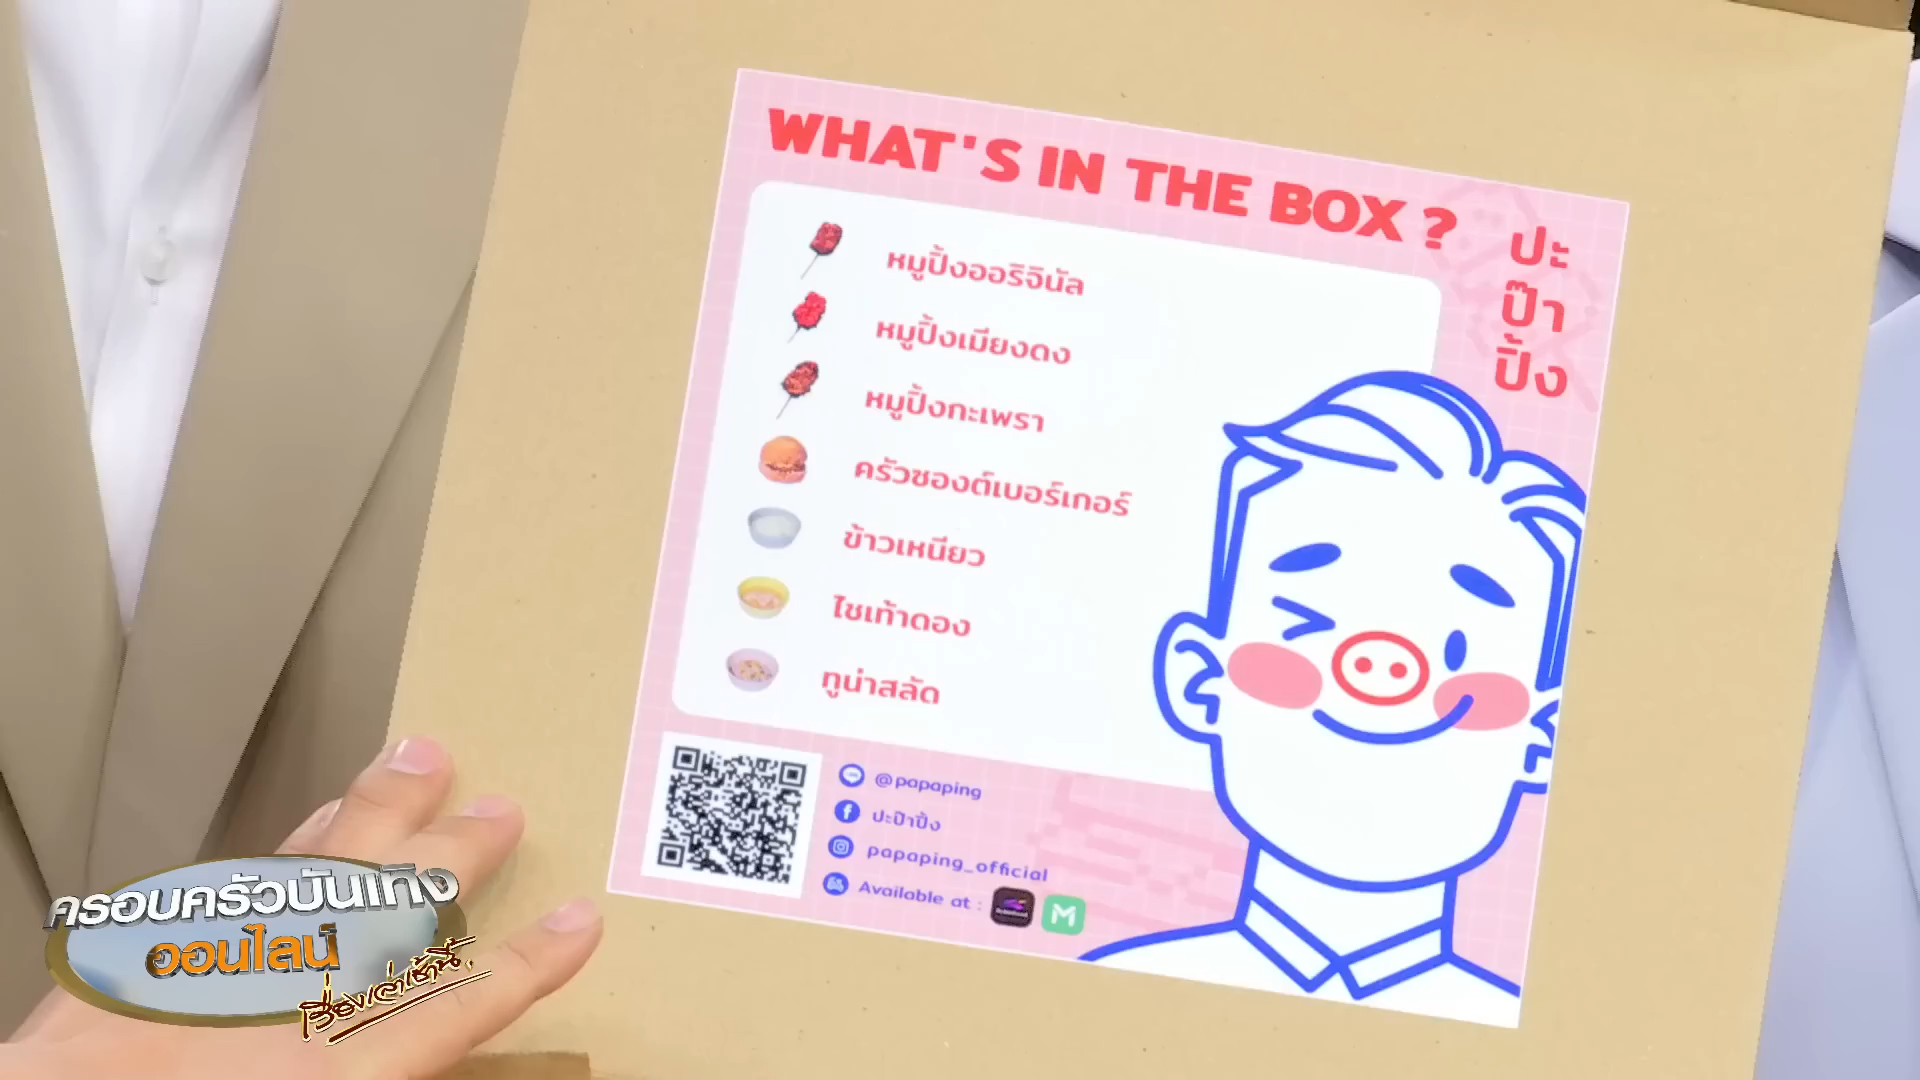 WHAT'S IN THE BOX ?
ปะ
ป๊า
ปิ้ง
หมูปิ้งออริจินัล
หมูปิ้งเมียงดง
หมูปิ้งกะเพรา
ครัวซองต์เบอร์เกอร์
ข้าวเหนียว
ไชเท้าดอง
ทูน่าสลัด
@papaping
ปะป๊าปิ้ง
papaping_official
Available at :
M
ครอบครัวบันเทิง
ออนไลน์
เรื่องเล่าเช้านี้